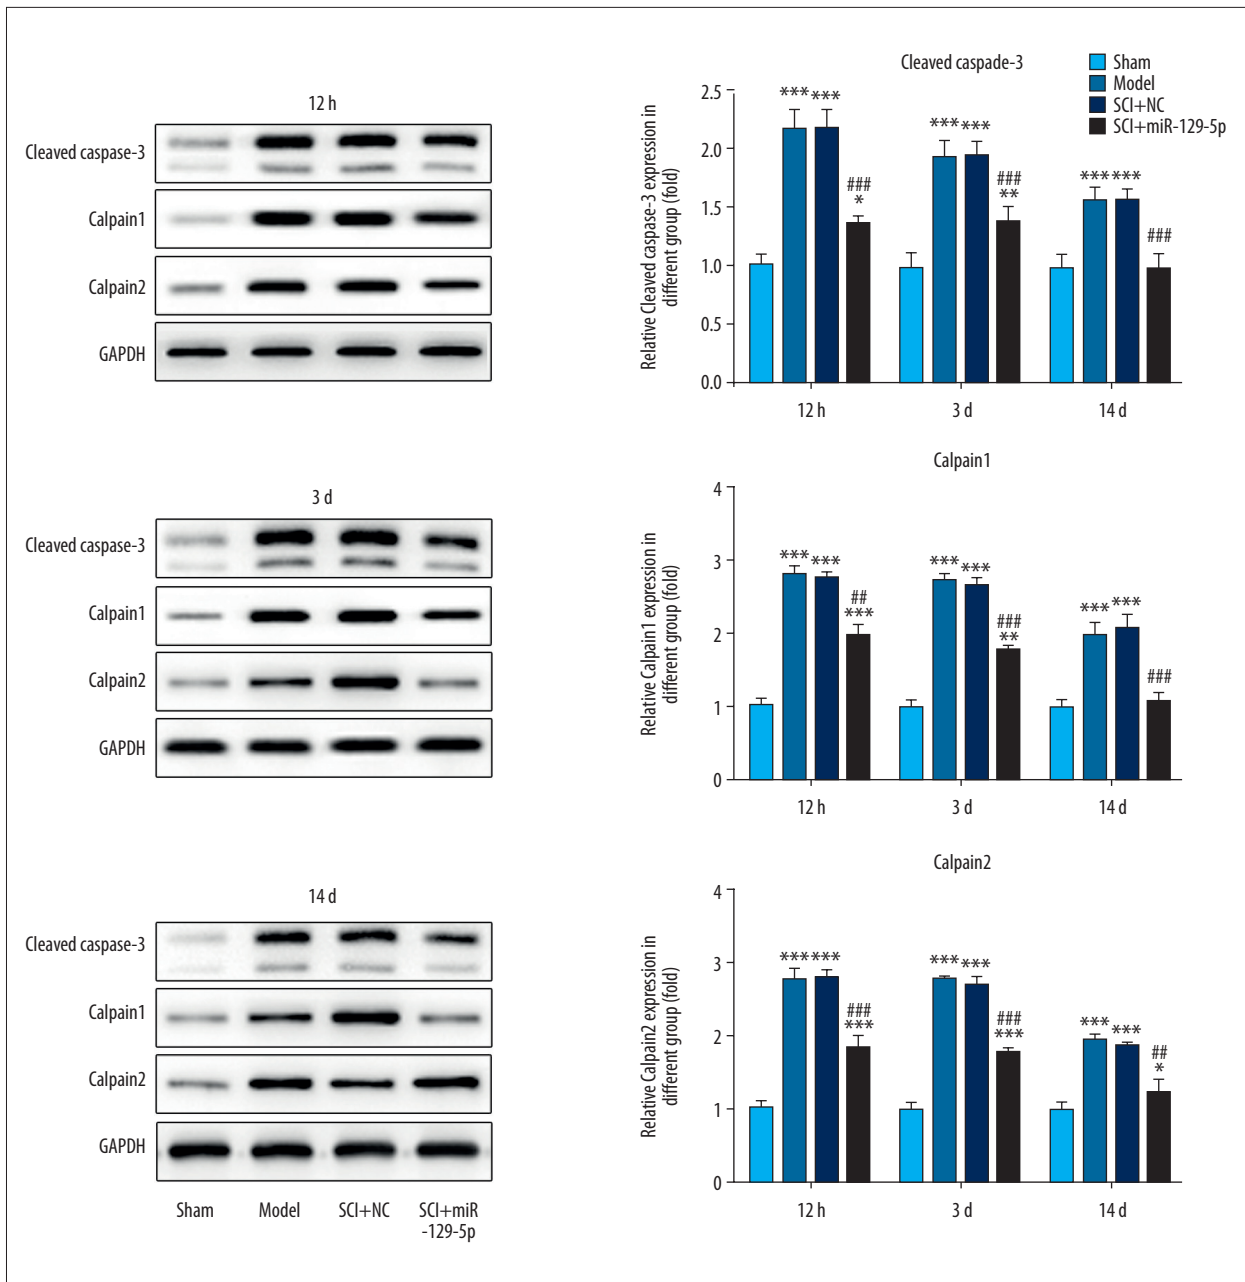 12 h
Cleaved caspase-3
Calpain1
Calpain2
GAPDH
3 d
Cleaved caspase-3
Calpain1
Calpain2
GAPDH
14 d
Cleaved caspase-3
Calpain1
Calpain2
GAPDH
Sham
Model
SCI+NC
SCI+miR
-129-5p
Cleaved caspade-3
Sham
Model
SCI+NC
SCI+miR-129-5p
Relative Cleaved caspase-3 expression in
different group (fold)
2.5
2.0
1.5
1.0
0.5
0.0
*** ***
###
*
*** ***
###
**
*** ***
###
12 h
3 d
14 d
Calpain1
Relative Calpain1 expression in
different group (fold)
4
3
2
1
0
*** ***
##
***
*** ***
###
**
*** ***
###
12 h
3 d
14 d
Calpain2
Relative Calpain2 expression in
different group (fold)
4
3
2
1
0
*** ***
###
***
*** ***
###
***
*** ***
##
*
12 h
3 d
14 d